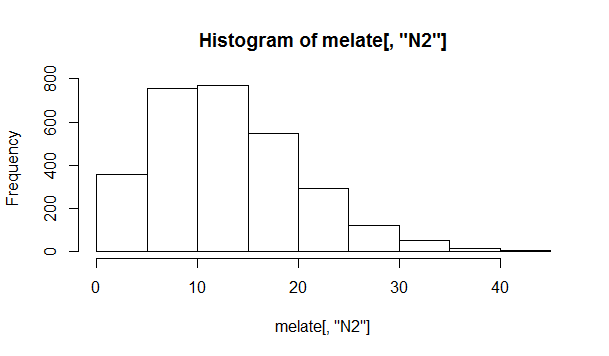 Histogram of melate[, "N2"]
Frequency
800
600
400
200
0
0 10 20 30 40
melate[, "N2"]